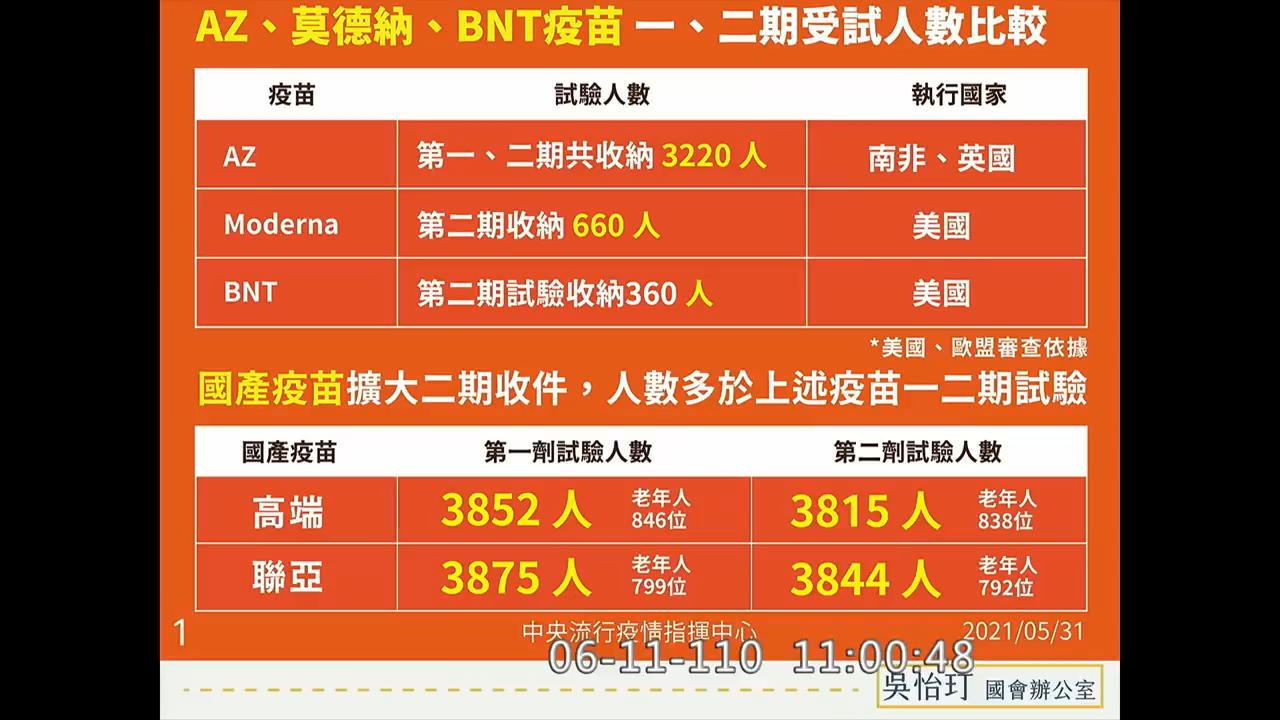 AZ、莫德納、BNT疫苗 一、二期受試人數比較
疫苗 試驗人數 執行國家
AZ 第一、二期共收納 3220 人 南非、英國
Moderna 第二期收納 660 人 美國
BNT 第二期試驗收納360 人 美國
*美國、歐盟審查依據
國產疫苗擴大二期收件，人數多於上述疫苗一二期試驗
國產疫苗 第一劑試驗人數 第二劑試驗人數
高端 3852 人 老年人 846位 3815 人 老年人 838位
聯亞 3875 人 老年人 799位 3844 人 老年人 792位
1 中央流行疫情指揮中心 2021/05/31
06-11-110 11:00:48
吳怡玎 國會辦公室